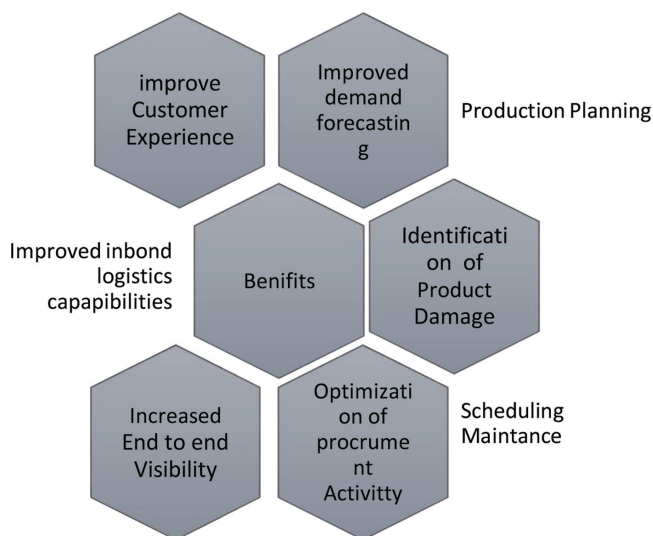 improve
Customer
Experience
Improved
demand
forecastin
g
Production Planning
Improved inbond
logistics
capapibilities
Benifits
Identificati
on of
Product
Damage
Increased
End to end
Visibility
Optimizati
on of
procrume
nt
Activitty
Scheduling
Maintance